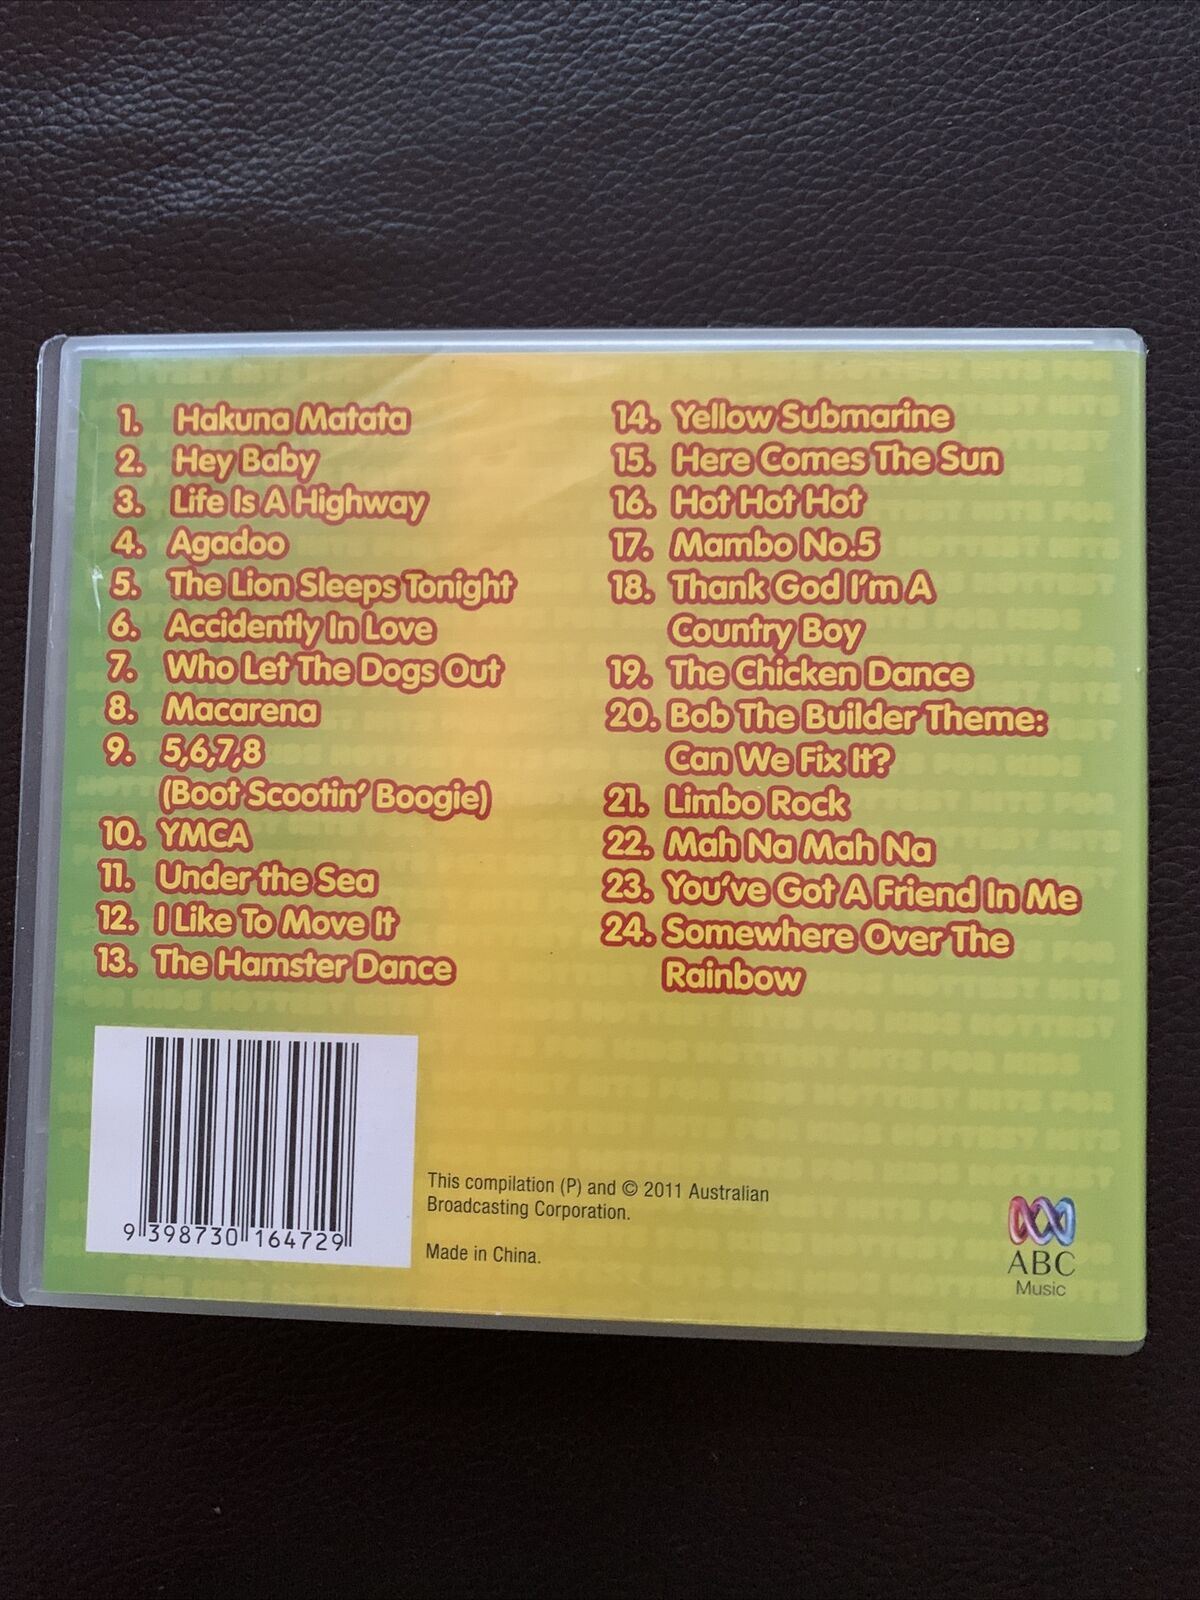 1. Hakuna Matata
2. Hey Baby
3. Life Is A Highway
4. Agadoo
5. The Lion Sleeps Tonight
6. Accidently In Love
7. Who Let The Dogs Out
8. Macarena
9. 5,6,7,8
(Boot Scootin' Boogie)
10. YMCA
11. Under the Sea
12. I Like To Move It
13. The Hamster Dance
14. Yellow Submarine
15. Here Comes The Sun
16. Hot Hot Hot
17. Mambo No.5
18. Thank God I'm A
Country Boy
19. The Chicken Dance
20. Bob The Builder Theme:
Can We Fix It?
21. Limbo Rock
22. Mah Na Mah Na
23. You've Got A Friend In Me
24. Somewhere Over The
Rainbow
9 398730 164729
This compilation (P) and © 2011 Australian
Broadcasting Corporation.
Made in China.
ABC
Music